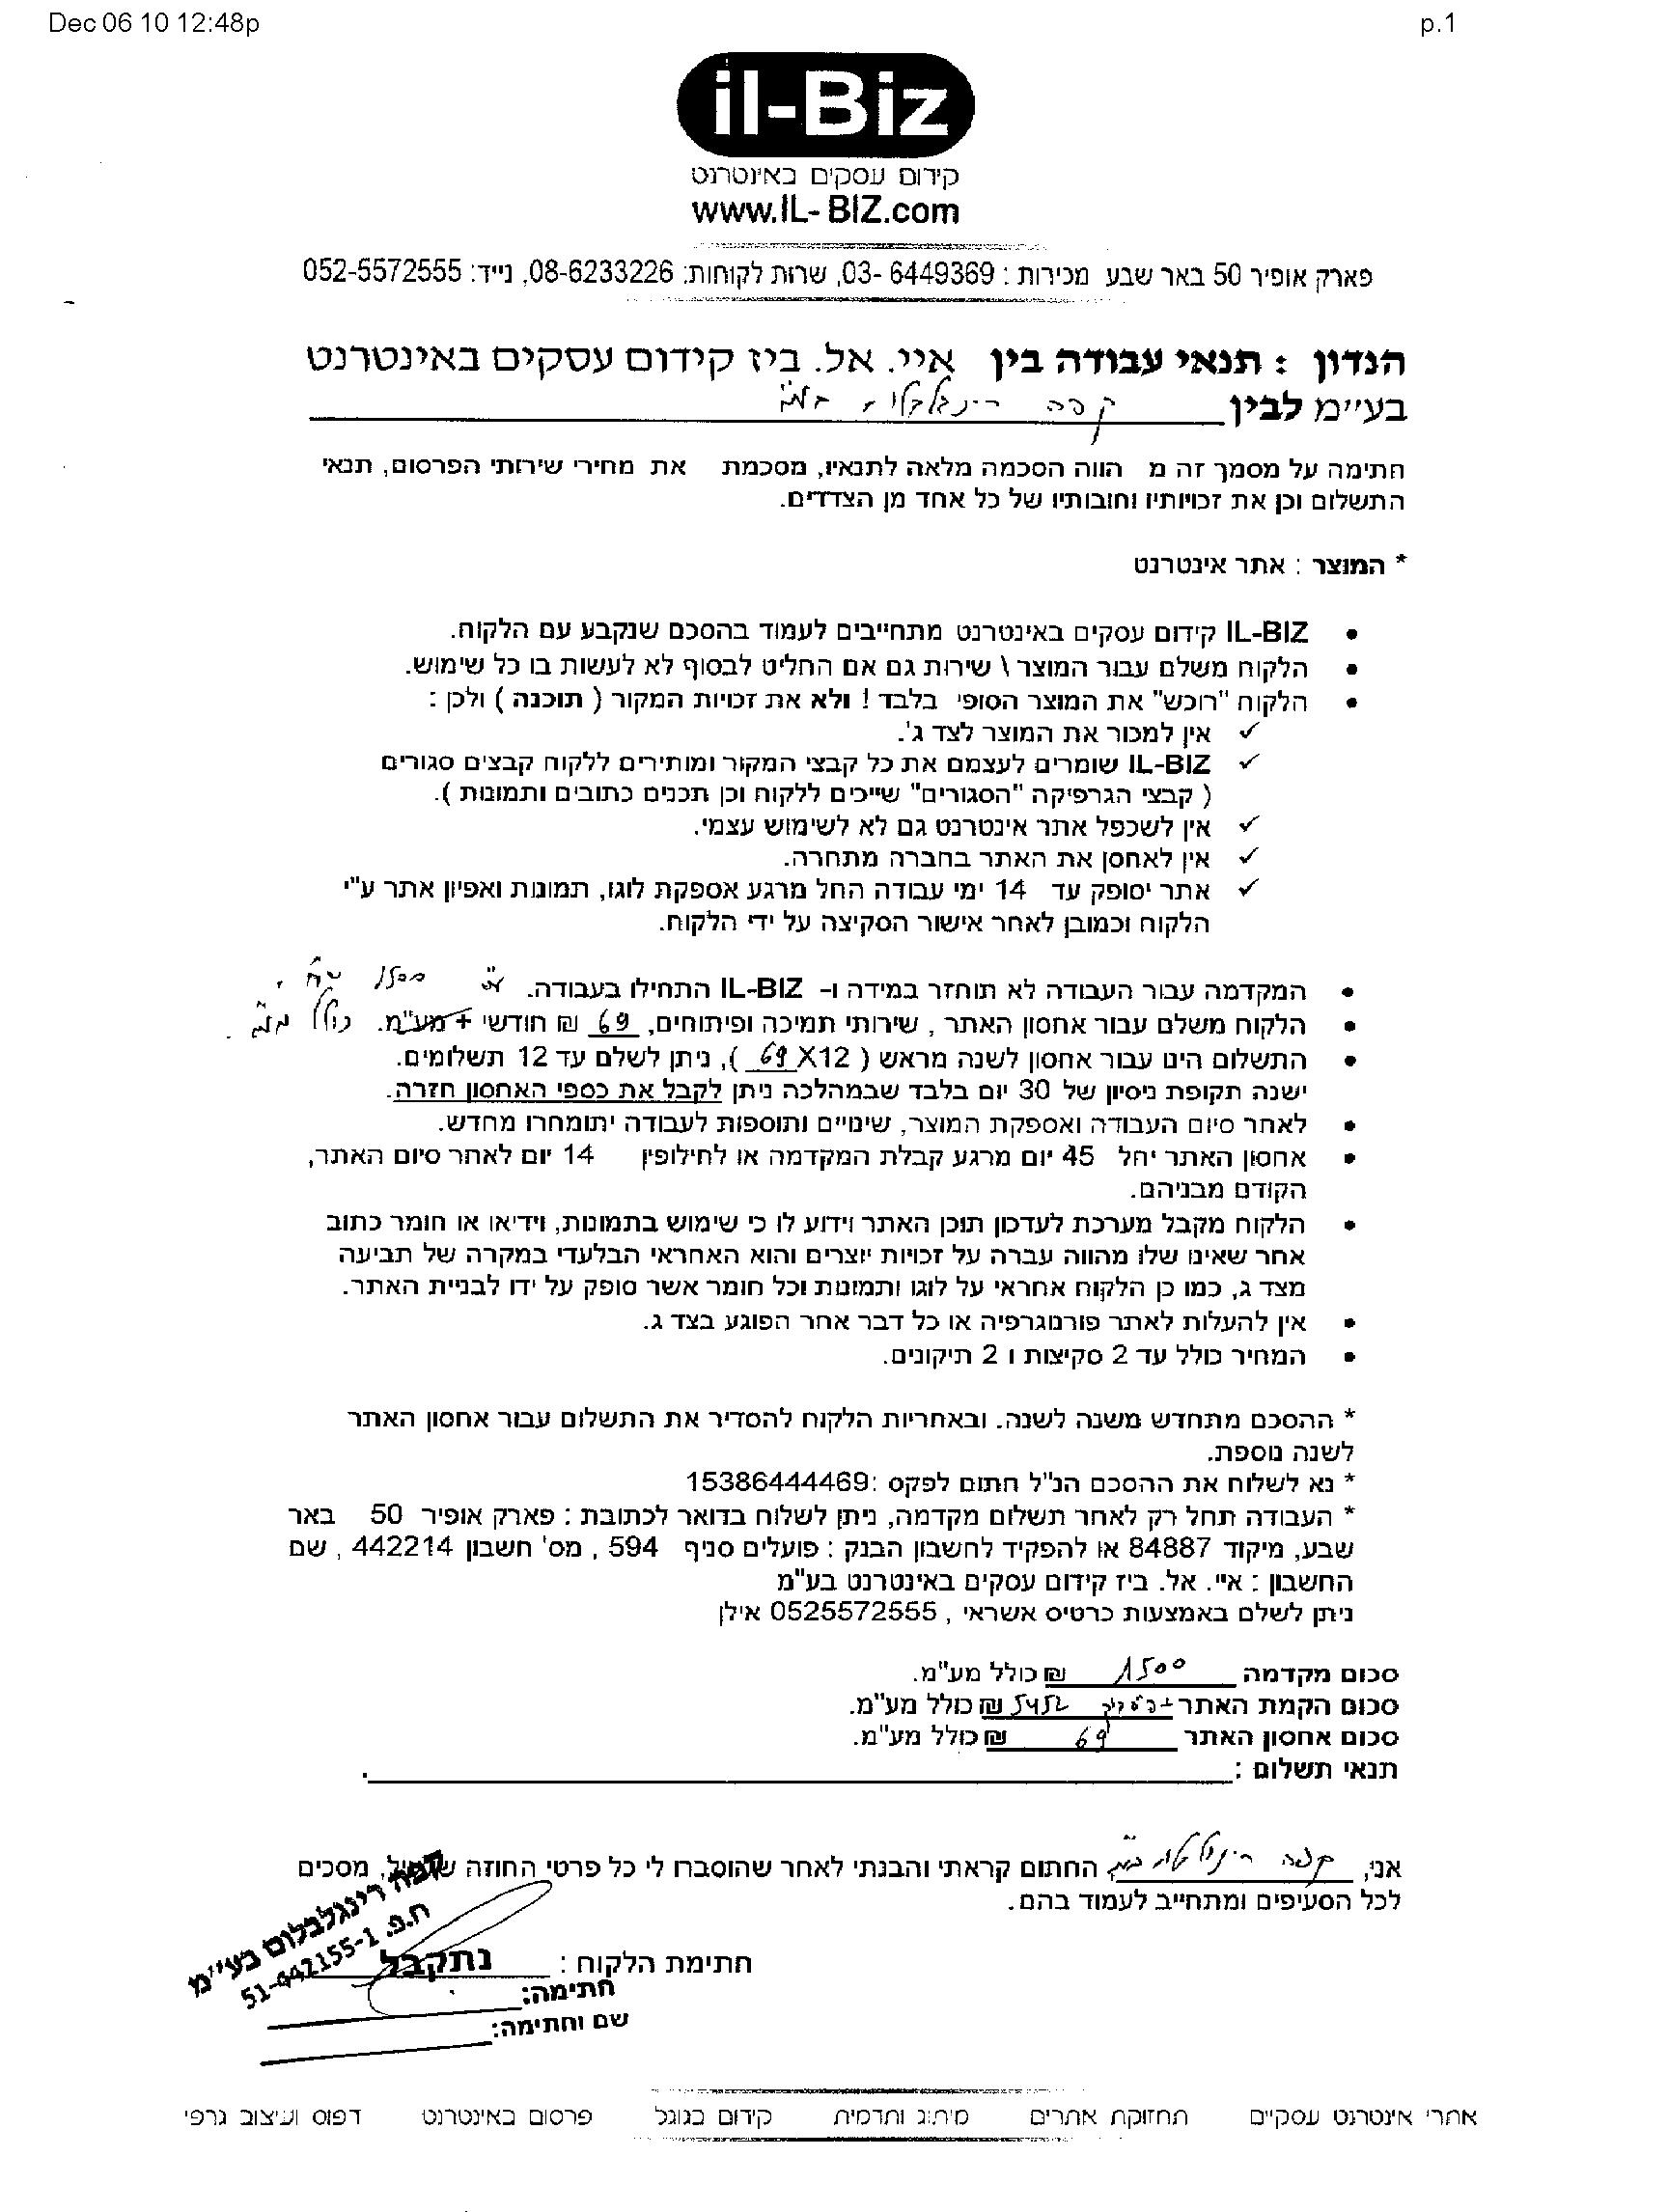 Dec 06 10 12:48p p.1
il-Biz
קידום עסקים באינטרנט
www.IL-BIZ.com
פארק אופיר 50 באר שבע מכירות : 6449369 -03, שרות לקוחות: 08-6233226, נייד: 052-5572555
הנדון : תנאי עבודה בין איי. אל. ביז קידום עסקים באינטרנט
בע"מ לבין קפה רינגלבלום בע"מ
חתימה על מסמך זה מ הווה הסכמה מלאה לתנאיו, מסכמת את מחירי שירותי הפרסום, תנאי
התשלום וכן את זכויותיו וחובותיו של כל אחד מן הצדדים.
* המוצר : אתר אינטרנט
• IL-BIZ קידום עסקים באינטרנט מתחייבים לעמוד בהסכם שנקבע עם הלקוח.
• הלקוח משלם עבור המוצר \ שירות גם אם החליט לבסוף לא לעשות בו כל שימוש.
• הלקוח "רוכש" את המוצר הסופי בלבד ! ולא את זכויות המקור ( תוכנה ) ולכן :
✓ אין למכור את המוצר לצד ג'.
✓ IL-BIZ שומרים לעצמם את כל קבצי המקור ומותירים ללקוח קבצים סגורים
( קבצי הגרפיקה "הסגורים" שייכים ללקוח וכן תכנים כתובים ותמונות ).
✓ אין לשכפל אתר אינטרנט גם לא לשימוש עצמי.
✓ אין לאחסן את האתר בחברה מתחרה.
✓ אתר יסופק עד 14 ימי עבודה החל מרגע אספקת לוגו, תמונות ואפיון אתר ע"י
הלקוח וכמובן לאחר אישור הסקיצה על ידי הלקוח.
• המקדמה עבור העבודה לא תוחזר במידה ו- IL-BIZ התחילו בעבודה. 1500
• הלקוח משלם עבור אחסון האתר , שירותי תמיכה ופיתוחים, 69 ₪ חודשי + מע"מ. כולל מע"מ.
• התשלום הינו עבור אחסון לשנה מראש ( 69 X12 ), ניתן לשלם עד 12 תשלומים.
ישנה תקופת ניסיון של 30 יום בלבד שבמהלכה ניתן לקבל את כספי האחסון חזרה.
• לאחר סיום העבודה ואספקת המוצר, שינויים ותוספות לעבודה יתומחרו מחדש.
• אחסון האתר יחל 45 יום מרגע קבלת המקדמה או לחילופין 14 יום לאחר סיום האתר,
הקודם מבניהם.
• הלקוח מקבל מערכת לעדכון תוכן האתר וידוע לו כי שימוש בתמונות, וידיאו או חומר כתוב
אחר שאינו שלו מהווה עברה על זכויות יוצרים והוא האחראי הבלעדי במקרה של תביעה
מצד ג, כמו כן הלקוח אחראי על לוגו ותמונות וכל חומר אשר סופק על ידו לבניית האתר.
• אין להעלות לאתר פורנוגרפיה או כל דבר אחר הפוגע בצד ג.
• המחיר כולל עד 2 סקיצות ו 2 תיקונים.
* ההסכם מתחדש משנה לשנה. ובאחריות הלקוח להסדיר את התשלום עבור אחסון האתר
לשנה נוספת.
* נא לשלוח את ההסכם הנ"ל חתום לפקס :15386444469
* העבודה תחל רק לאחר תשלום מקדמה, ניתן לשלוח בדואר לכתובת : פארק אופיר 50 באר
שבע, מיקוד 84887 או להפקיד לחשבון הבנק : פועלים סניף 594 , מס' חשבון 442214 , שם
החשבון : איי. אל. ביז קידום עסקים באינטרנט בע"מ
ניתן לשלם באמצעות כרטיס אשראי , 0525572555 אילן
סכום מקדמה 1500 ₪ כולל מע"מ.
סכום הקמת האתר 5452 ₪ כולל מע"מ.
סכום אחסון האתר 69 ₪ כולל מע"מ.
תנאי תשלום : .
אני, קפה רינגלבלום בע"מ החתום קראתי והבנתי לאחר שהוסברו לי כל פרטי החוזה שלעיל, מסכים
לכל הסעיפים ומתחייב לעמוד בהם.
קפה רינגלבלום בע"מ
ח.פ. 51-442155-1
חתימת הלקוח : נתקבל
חתימה:
שם וחתימה:
אתרי אינטרנט עסקיים תחזוקת אתרים מיתוג ותדמית קידום בגוגל פרסום באינטרנט דפוס ועיצוב גרפי